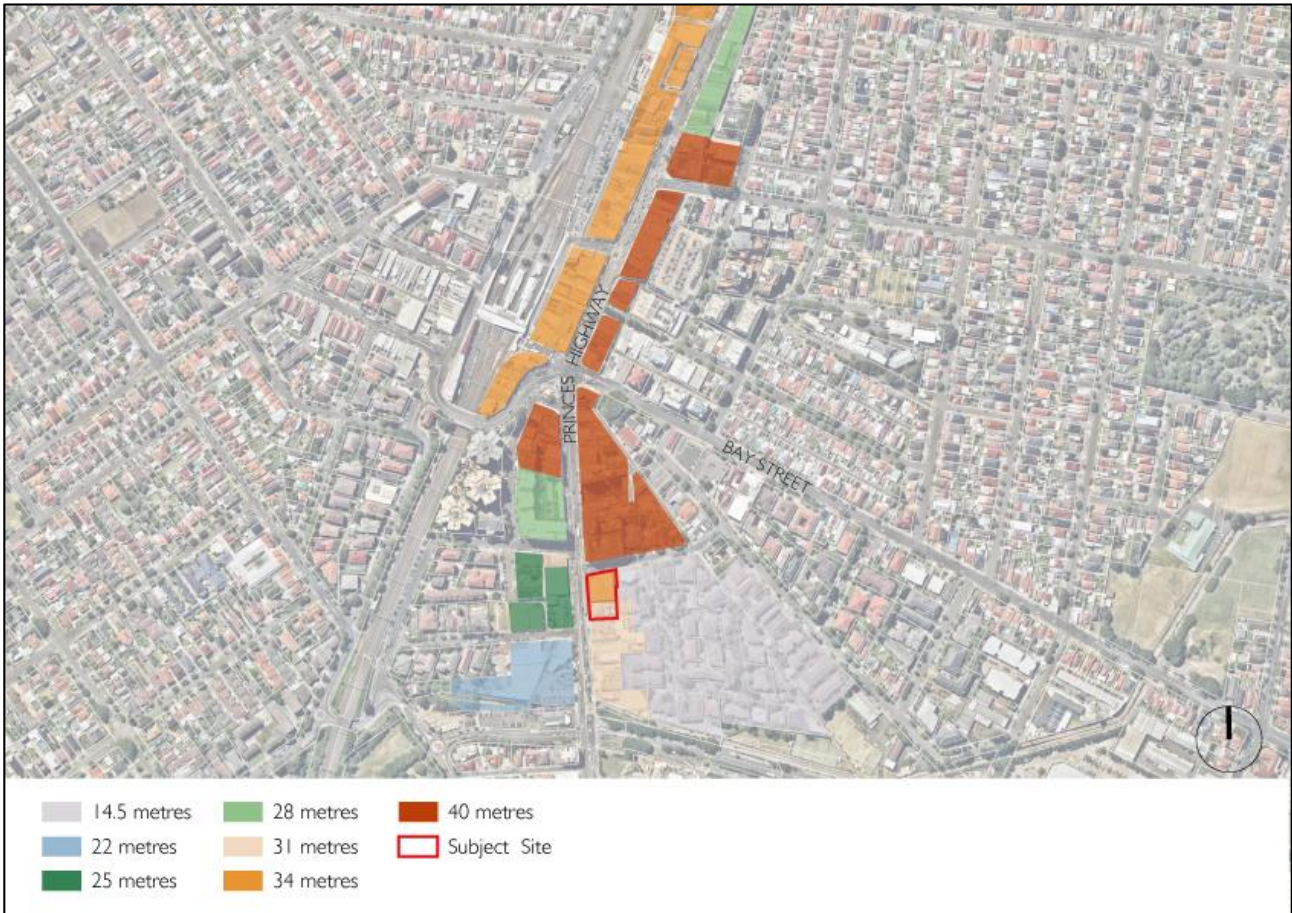 PRINCES HIGHWAY
BAY STREET
14.5 metres
22 metres
25 metres
28 metres
31 metres
34 metres
40 metres
Subject Site